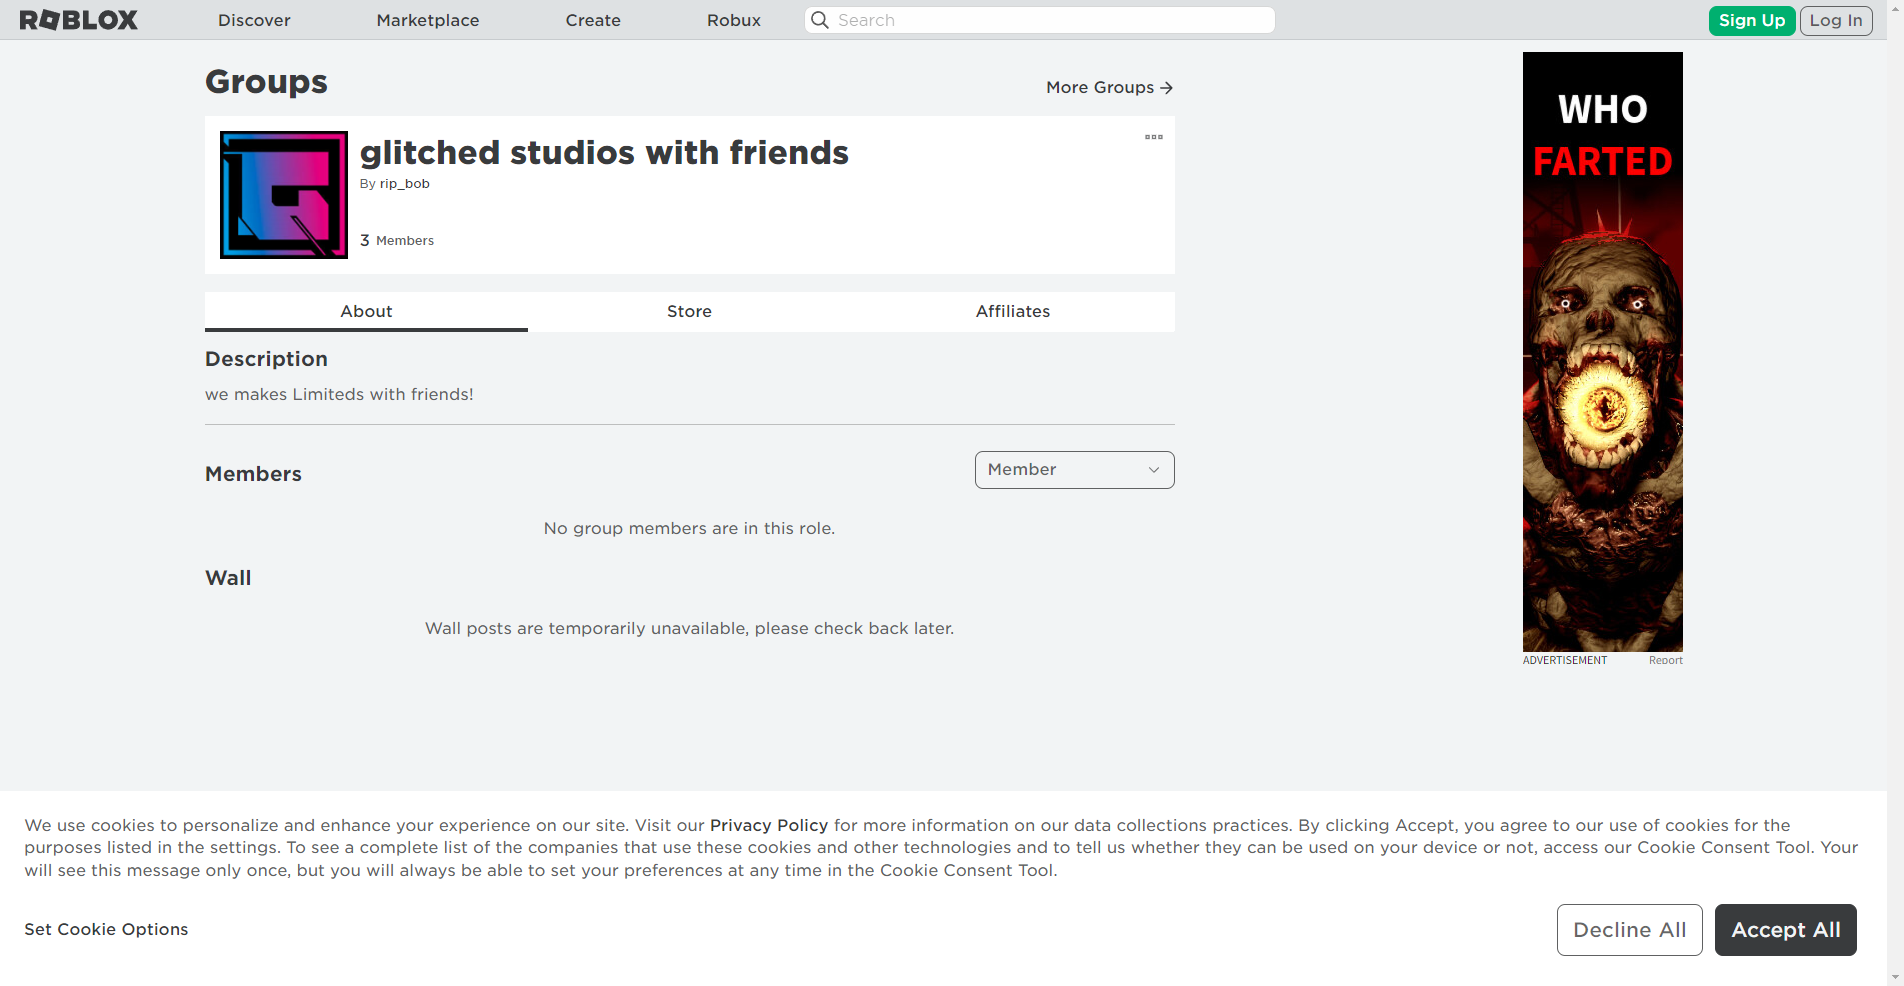 ROBLOX
Discover
Marketplace
Create
Robux
Search
Sign Up
Log In
Groups
More Groups
glitched studios with friends
By rip_bob
3 Members
About
Store
Affiliates
Description
we makes Limiteds with friends!
Members
Member
No group members are in this role.
Wall
Wall posts are temporarily unavailable, please check back later.
WHO
FARTED
ADVERTISEMENT
Report
We use cookies to personalize and enhance your experience on our site. Visit our Privacy Policy for more information on our data collections practices. By clicking Accept, you agree to our use of cookies for the
purposes listed in the settings. To see a complete list of the companies that use these cookies and other technologies and to tell us whether they can be used on your device or not, access our Cookie Consent Tool. Your
will see this message only once, but you will always be able to set your preferences at any time in the Cookie Consent Tool.
Set Cookie Options
Decline All
Accept All